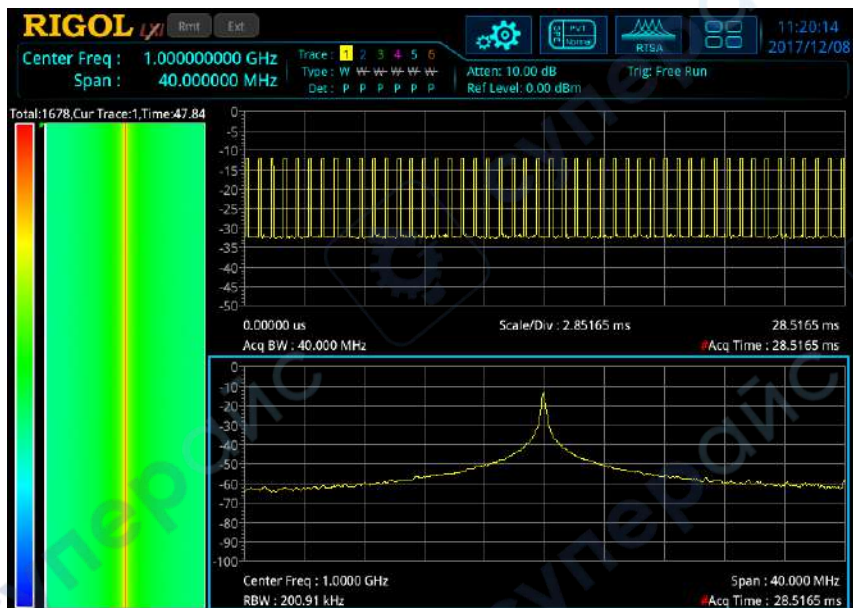 RIGOL LXI Rmt Ext
PVT
Normal
RTSA
11:20:14
2017/12/08
Center Freq : 1.000000000 GHz
Span : 40.000000 MHz
Trace : 1 2 3 4 5 6
Type : W W W W W W
Det : P P P P P P
Atten: 10.00 dB
Ref Level: 0.00 dBm
Trig: Free Run
Total:1678,Cur Trace:1,Time:47.84
0
-5
-10
-15
-20
-25
-30
-35
-40
-45
-50
0.00000 us Scale/Div : 2.85165 ms 28.5165 ms
Acq BW : 40.000 MHz #Acq Time : 28.5165 ms
0
-10
-20
-30
-40
-50
-60
-70
-80
-90
-100
Center Freq : 1.0000 GHz Span : 40.000 MHz
RBW : 200.91 kHz #Acq Time : 28.5165 ms
суперайс
суперайс
суперайс